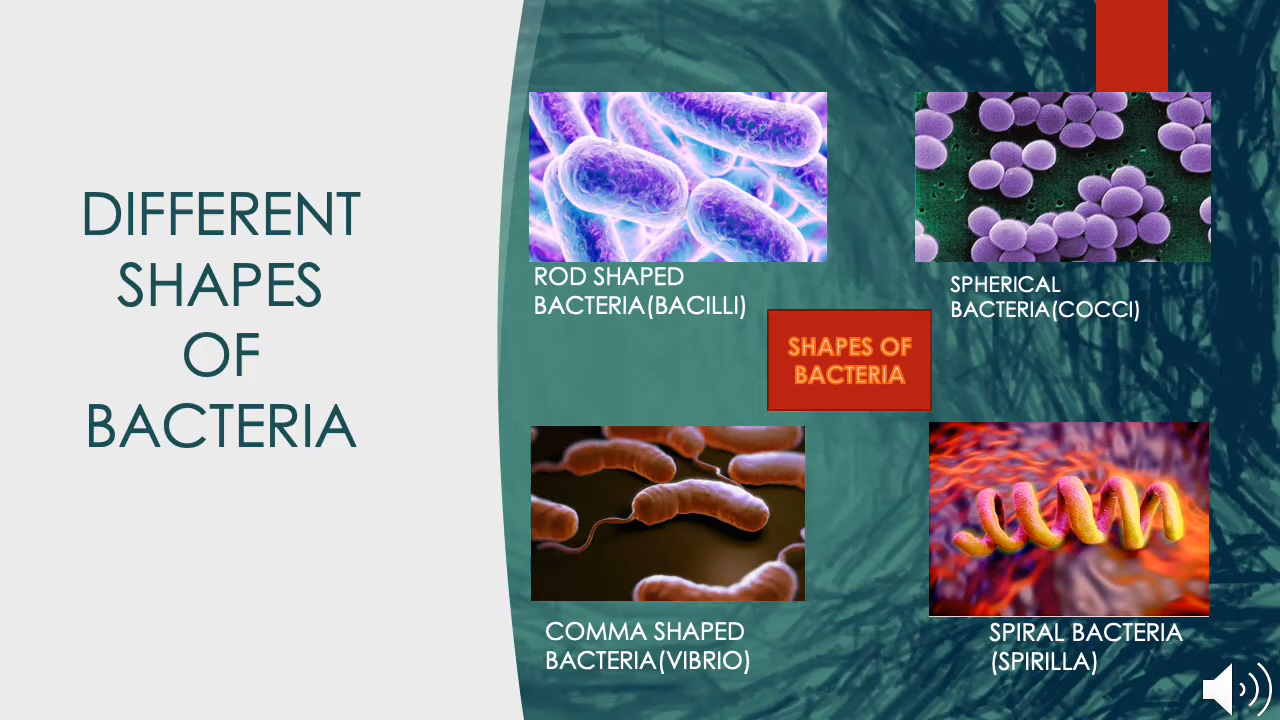 DIFFERENT
SHAPES
OF
BACTERIA
ROD SHAPED
BACTERIA(BACILLI)
SPHERICAL
BACTERIA(COCCI)
SHAPES OF
BACTERIA
COMMA SHAPED
BACTERIA(VIBRIO)
SPIRAL BACTERIA
(SPIRILLA)